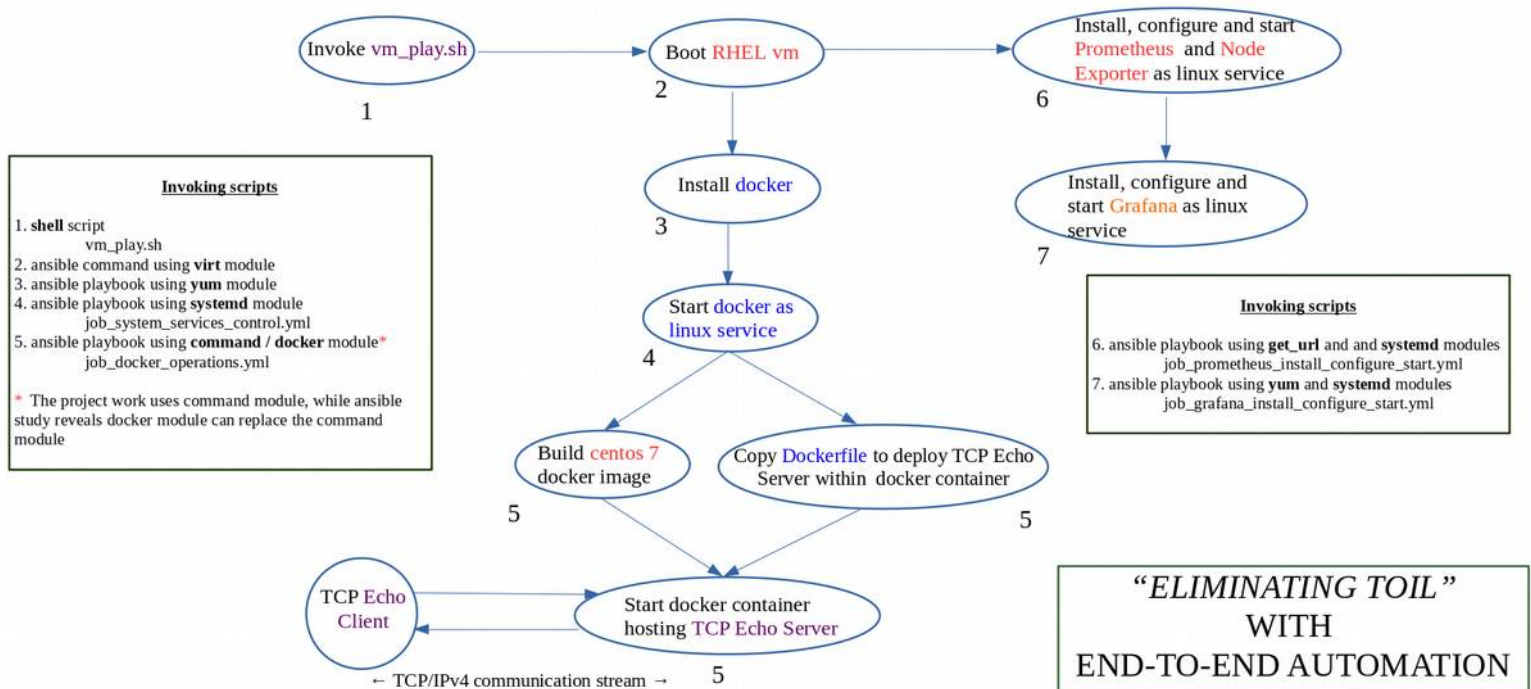 Invoke vm_play.sh
1
Boot RHEL vm
2
Install, configure and start
Prometheus and Node
Exporter as linux service
6
Install docker
3
Install, configure and
start Grafana as linux
service
7
Invoking scripts
1. shell script
vm_play.sh
2. ansible command using virt module
3. ansible playbook using yum module
4. ansible playbook using systemd module
job_system_services_control.yml
5. ansible playbook using command / docker module*
job_docker_operations.yml
* The project work uses command module, while ansible
study reveals docker module can replace the command
module
Start docker as
linux service
4
Invoking scripts
6. ansible playbook using get_url and and systemd modules
job_prometheus_install_configure_start.yml
7. ansible playbook using yum and systemd modules
job_grafana_install_configure_start.yml
Build centos 7
docker image
5
Copy Dockerfile to deploy TCP Echo
Server within docker container
5
TCP Echo
Client
Start docker container
hosting TCP Echo Server
5
← TCP/IPv4 communication stream →
“ELIMINATING TOIL”
WITH
END-TO-END AUTOMATION